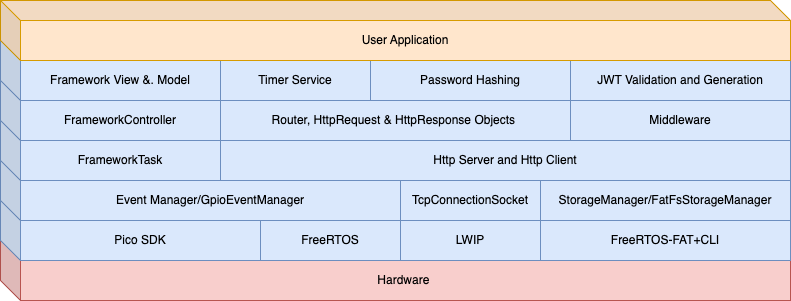 User Application
Framework View &. Model
Timer Service
Password Hashing
JWT Validation and Generation
FrameworkController
Router, HttpRequest & HttpResponse Objects
Middleware
FrameworkTask
Http Server and Http Client
Event Manager/GpioEventManager
TcpConnectionSocket
StorageManager/FatFsStorageManager
Pico SDK
FreeRTOS
LWIP
FreeRTOS-FAT+CLI
Hardware